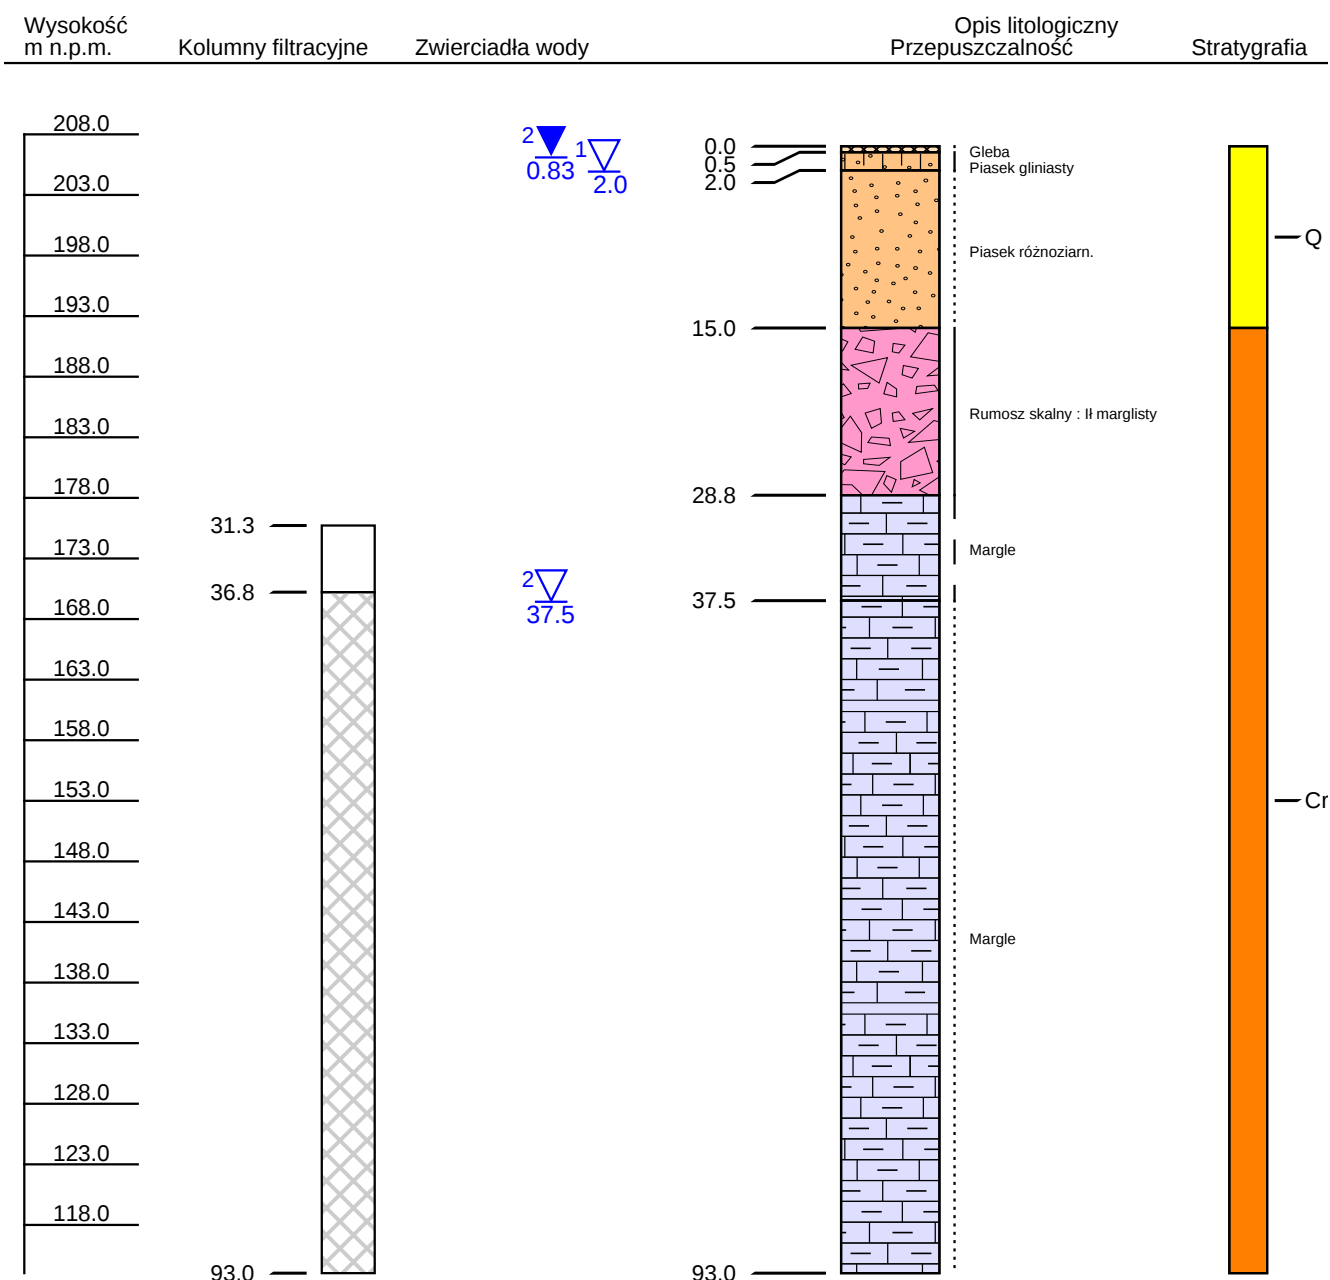 Wysokość
m n.p.m.
Kolumny filtracyjne
Zwierciadła wody
Opis litologiczny
Przepuszczalność
Stratygrafia
208.0
203.0
198.0
193.0
188.0
183.0
178.0
173.0
168.0
163.0
158.0
153.0
148.0
143.0
138.0
133.0
128.0
123.0
118.0
31.3
36.8
93.0
2
0.83
1
2.0
2
37.5
0.0
0.5
2.0
15.0
28.8
37.5
93.0
Gleba
Piasek gliniasty
Piasek różnoziarn.
Rumosz skalny : Ił marglisty
Margle
Margle
Q
Cr